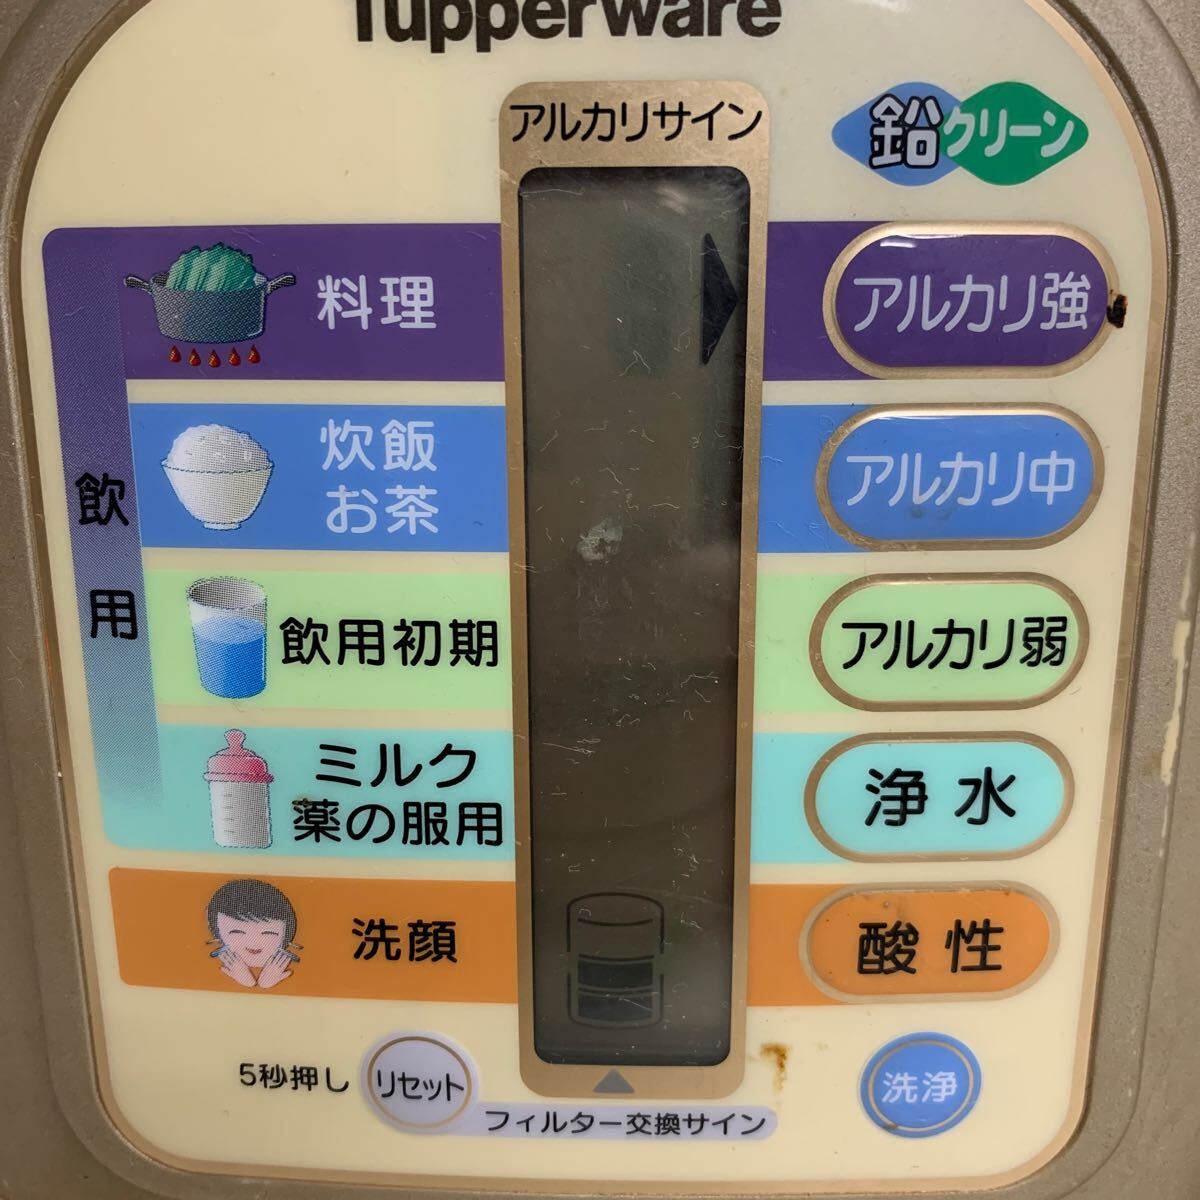 Tupperware
アルカリサイン
鉛クリーン
飲用
料理
アルカリ強
炊飯
お茶
アルカリ中
飲用初期
アルカリ弱
ミルク
薬の服用
浄水
洗顔
酸性
5秒押し
リセット
洗浄
フィルター交換サイン